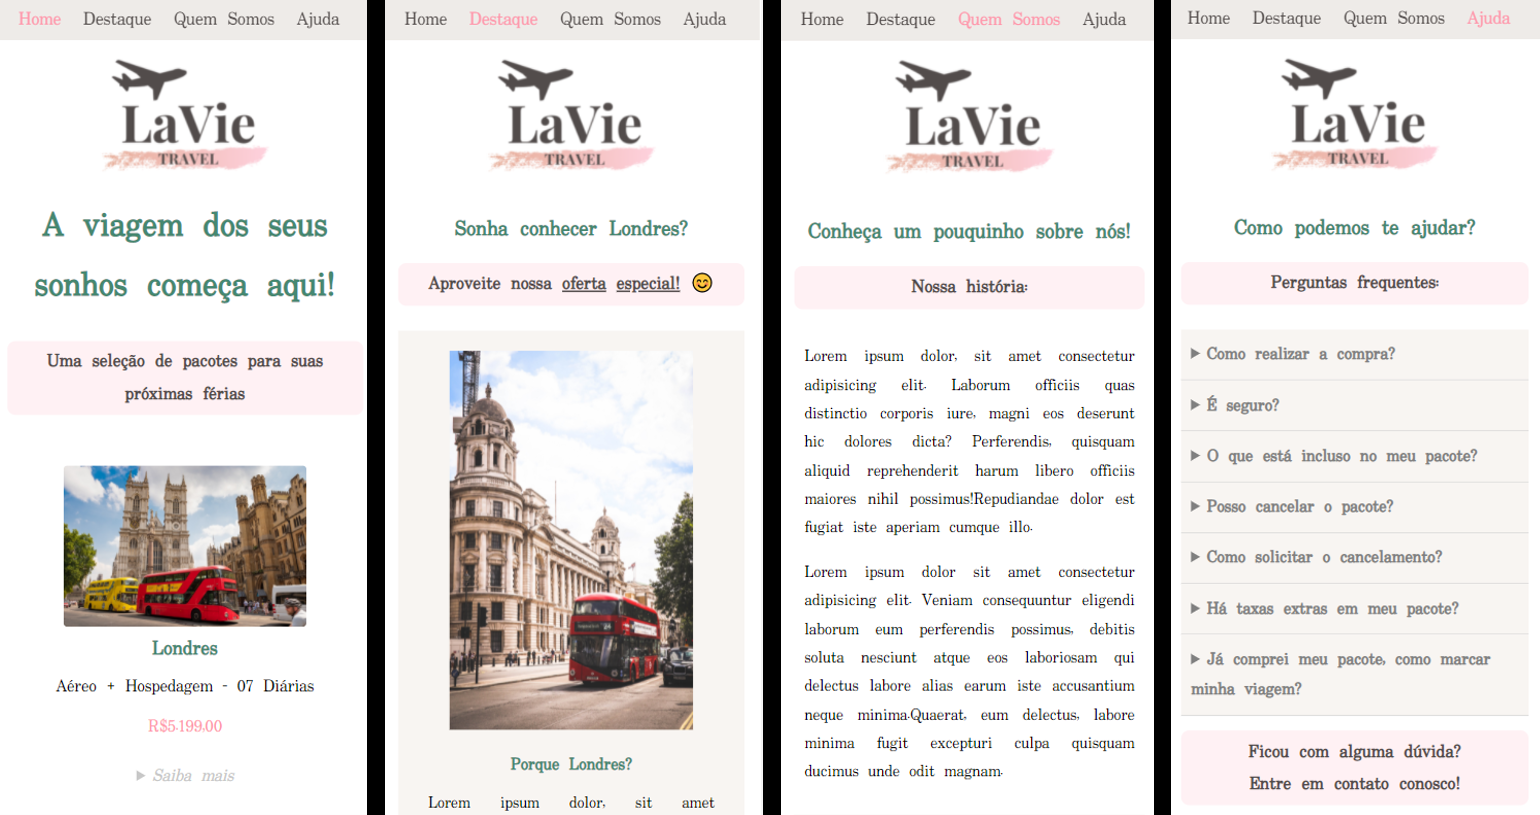 Home Destaque Quem Somos Ajuda
LaVie
TRAVEL
A viagem dos seus
sonhos começa aqui!
Uma seleção de pacotes para suas
próximas férias
Londres
Aéreo + Hospedagem - 07 Diárias
R$5.199,00
Saiba mais
Home Destaque Quem Somos Ajuda
LaVie
TRAVEL
Sonha conhecer Londres?
Aproveite nossa oferta especial! 😊
Porque Londres?
Lorem ipsum dolor, sit amet
Home Destaque Quem Somos Ajuda
LaVie
TRAVEL
Conheça um pouquinho sobre nós!
Nossa história:
Lorem ipsum dolor, sit amet consectetur
adipisicing elit. Laborum officiis quas
distinctio corporis iure, magni eos deserunt
hic dolores dicta? Perferendis, quisquam
aliquid reprehenderit harum libero officiis
maiores nihil possimus!Repudiandae dolor est
fugiat iste aperiam cumque illo.
Lorem ipsum dolor sit amet consectetur
adipisicing elit. Veniam consequuntur eligendi
laborum eum perferendis possimus, debitis
soluta nesciunt atque eos laboriosam qui
delectus labore alias earum iste accusantium
neque minima.Quaerat, eum delectus, labore
minima fugit excepturi culpa quisquam
ducimus unde odit magnam.
Home Destaque Quem Somos Ajuda
LaVie
TRAVEL
Como podemos te ajudar?
Perguntas frequentes:
Como realizar a compra?
É seguro?
O que está incluso no meu pacote?
Posso cancelar o pacote?
Como solicitar o cancelamento?
Há taxas extras em meu pacote?
Já comprei meu pacote, como marcar
minha viagem?
Ficou com alguma dúvida?
Entre em contato conosco!